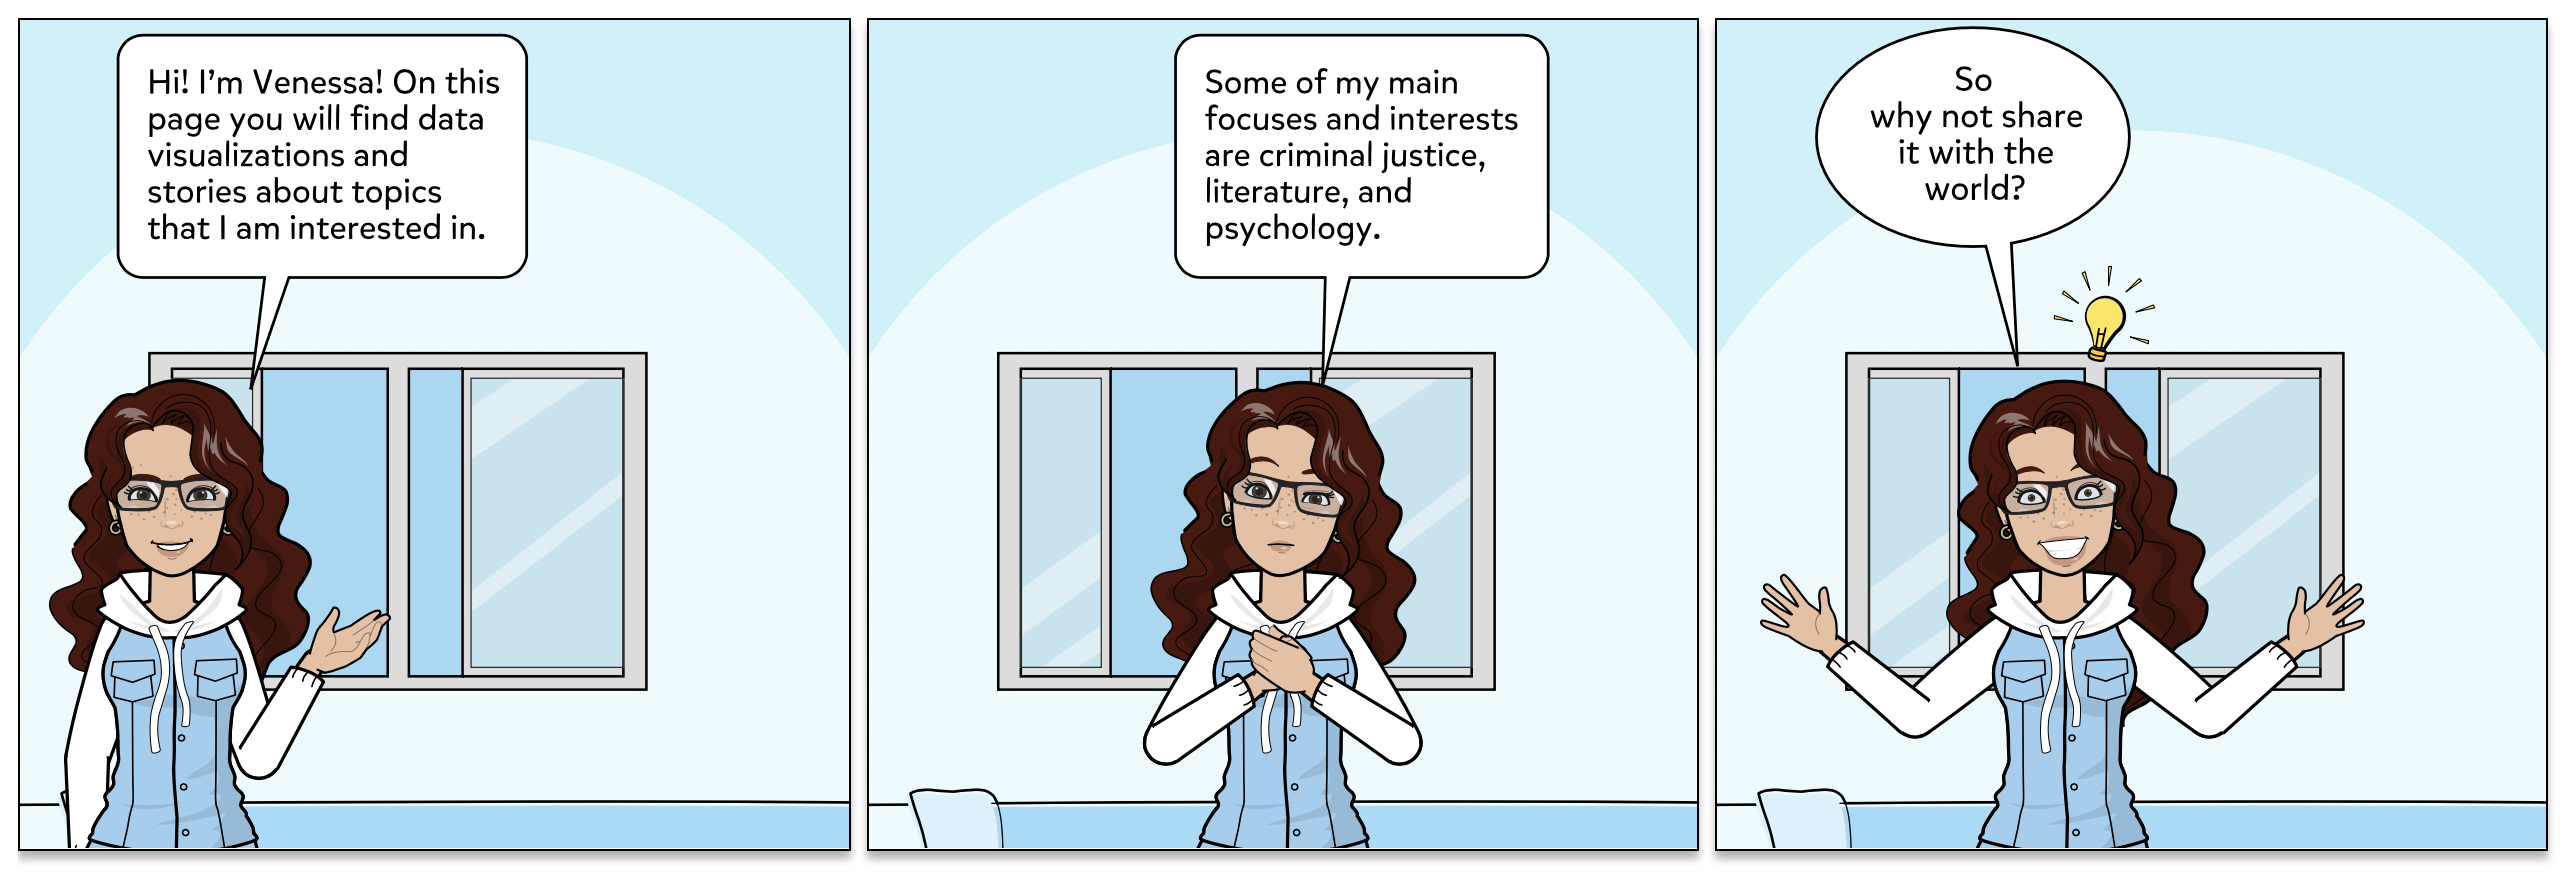 Hi! I'm Venessa! On this
page you will find data
visualizations and
stories about topics
that I am interested in.
Some of my main
focuses and interests
are criminal justice,
literature, and
psychology.
So
why not share
it with the
world?